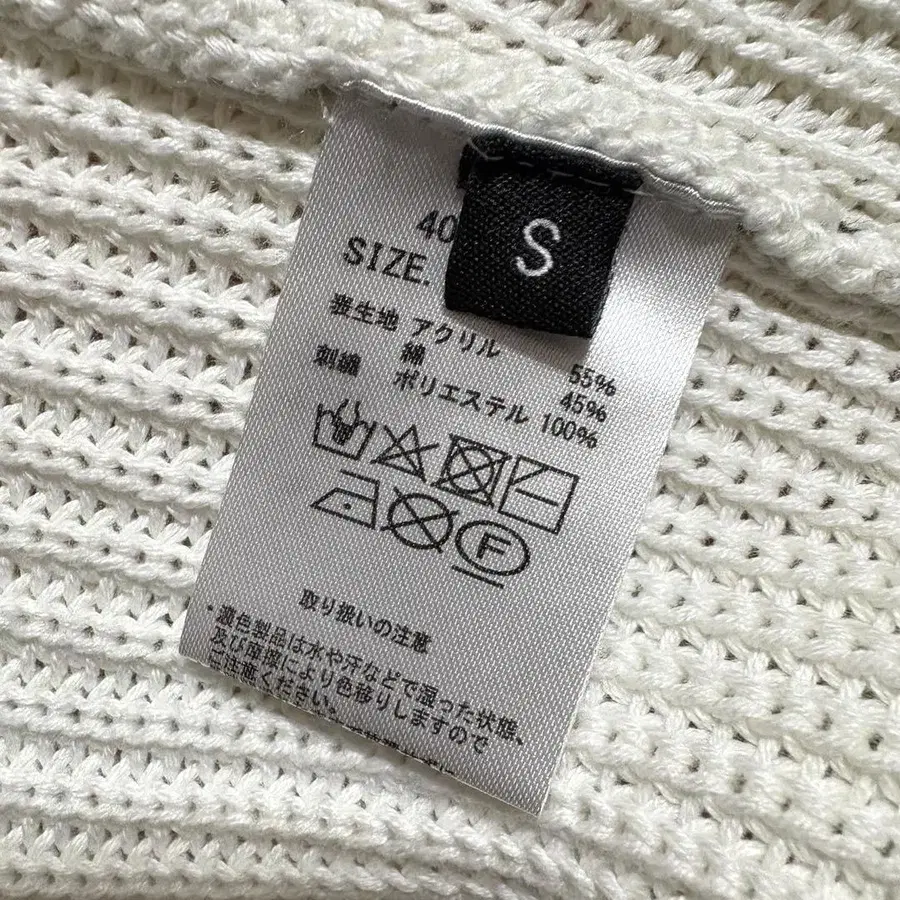 40
S
SIZE.
表生地 アクリル 55%
綿 45%
刺繍 ポリエステル 100%
F
取り扱いの注意
・濃色製品は水や汗などで湿った状態、
及び摩擦により色移りしますので
ご注意ください。